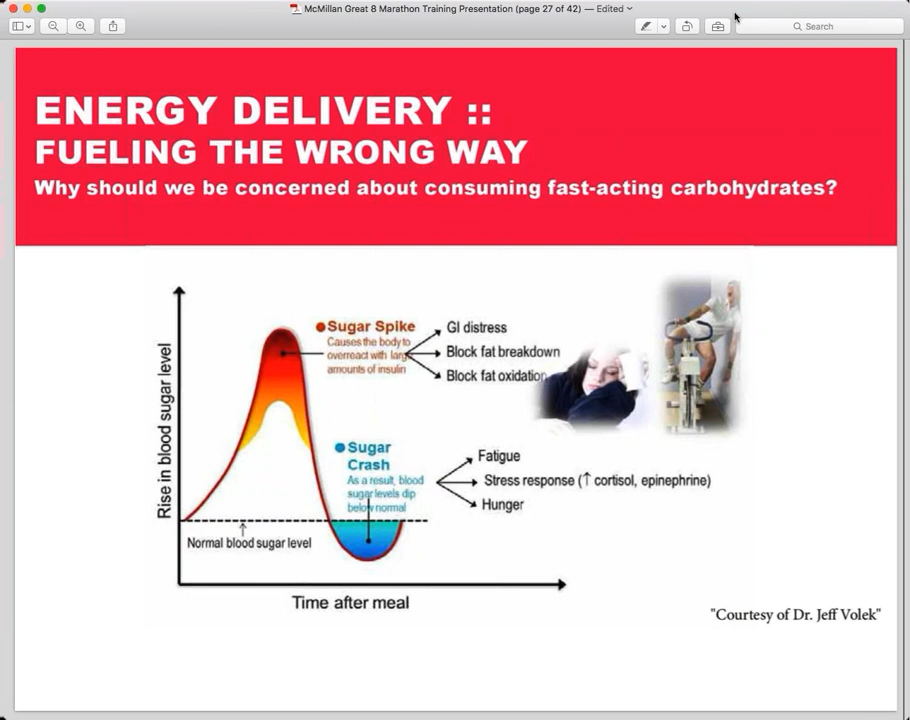 McMillan Great 8 Marathon Training Presentation (page 27 of 42) — Edited
Search
ENERGY DELIVERY ::
FUELING THE WRONG WAY
Why should we be concerned about consuming fast-acting carbohydrates?
Rise in blood sugar level
Sugar Spike
Causes the body to
overreact with large
amounts of insulin
GI distress
Block fat breakdown
Block fat oxidation
Sugar
Crash
As a result, blood
sugar levels dip
below normal
Fatigue
Stress response (↑ cortisol, epinephrine)
Hunger
Normal blood sugar level
Time after meal
"Courtesy of Dr. Jeff Volek"